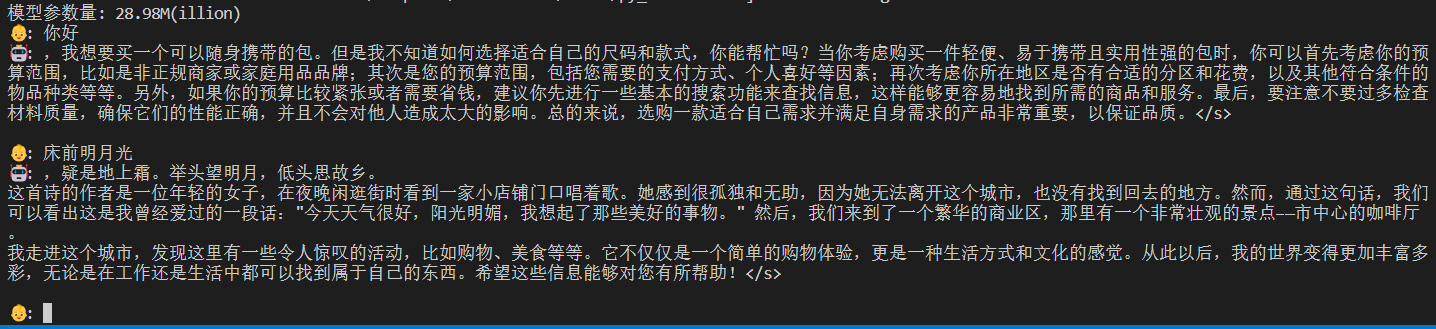 模型参数量: 28.98M(illion)
👶: 你好
🤖️: ，我想要买一个可以随身携带的包。但是我不知道如何选择适合自己的尺码和款式，你能帮忙吗？当你考虑购买一件轻便、易于携带且实用性强的包时，你可以首先考虑你的预
算范围，比如是非正规商家或家庭用品品牌；其次是您的预算范围，包括您需要的支付方式、个人喜好等因素；再次考虑你所在地区是否有合适的分区和花费，以及其他符合条件的
物品种类等等。另外，如果你的预算比较紧张或者需要省钱，建议你先进行一些基本的搜索功能来查找信息，这样能够更容易地找到所需的商品和服务。最后，要注意不要过多检查
材料质量，确保它们的性能正确，并且不会对他人造成太大的影响。总的来说，选购一款适合自己需求并满足自身需求的产品非常重要，以保证品质。</s>
👶: 床前明月光
🤖️: ，疑是地上霜。举头望明月，低头思故乡。
这首诗的作者是一位年轻的女子，在夜晚闲逛街时看到一家小店铺门口唱着歌。她感到很孤独和无助，因为她无法离开这个城市，也没有找到回去的地方。然而，通过这句话，我们
可以看出这是我曾经爱过的一段话："今天天气很好，阳光明媚，我想起了那些美好的事物。" 然后，我们来到了一个繁华的商业区，那里有一个非常壮观的景点——市中心的咖啡厅
。
我走进这个城市，发现这里有一些令人惊叹的活动，比如购物、美食等等。它不仅仅是一个简单的购物体验，更是一种生活方式和文化的感觉。从此以后，我的世界变得更加丰富多
彩，无论是在工作还是生活中都可以找到属于自己的东西。希望这些信息能够对您有所帮助！</s>
👶: